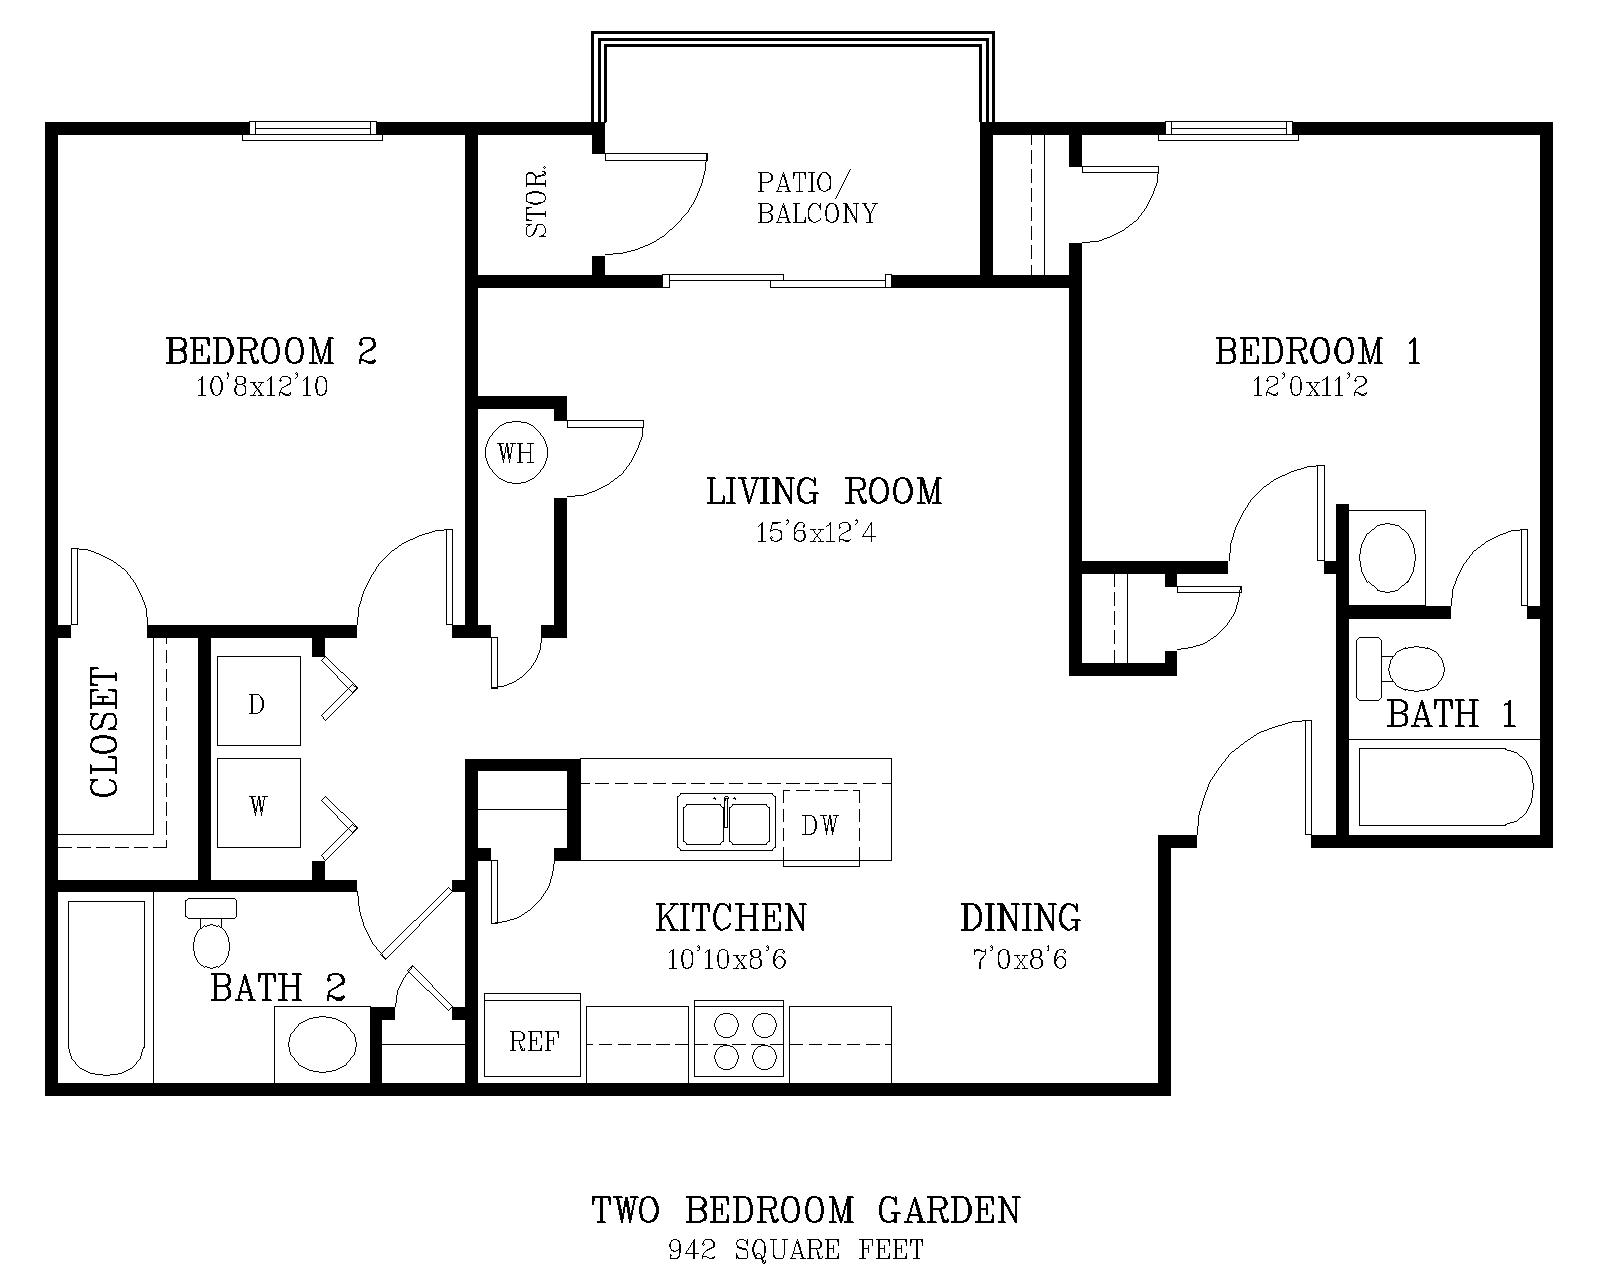 STOR.
PATIO/
BALCONY
BEDROOM 2
10'8x12'10
BEDROOM 1
12'0x11'2
WH
LIVING ROOM
15'6x12'4
CLOSET
D
W
BATH 1
DW
KITCHEN
10'10x8'6
DINING
7'0x8'6
BATH 2
REF
TWO BEDROOM GARDEN
942 SQUARE FEET